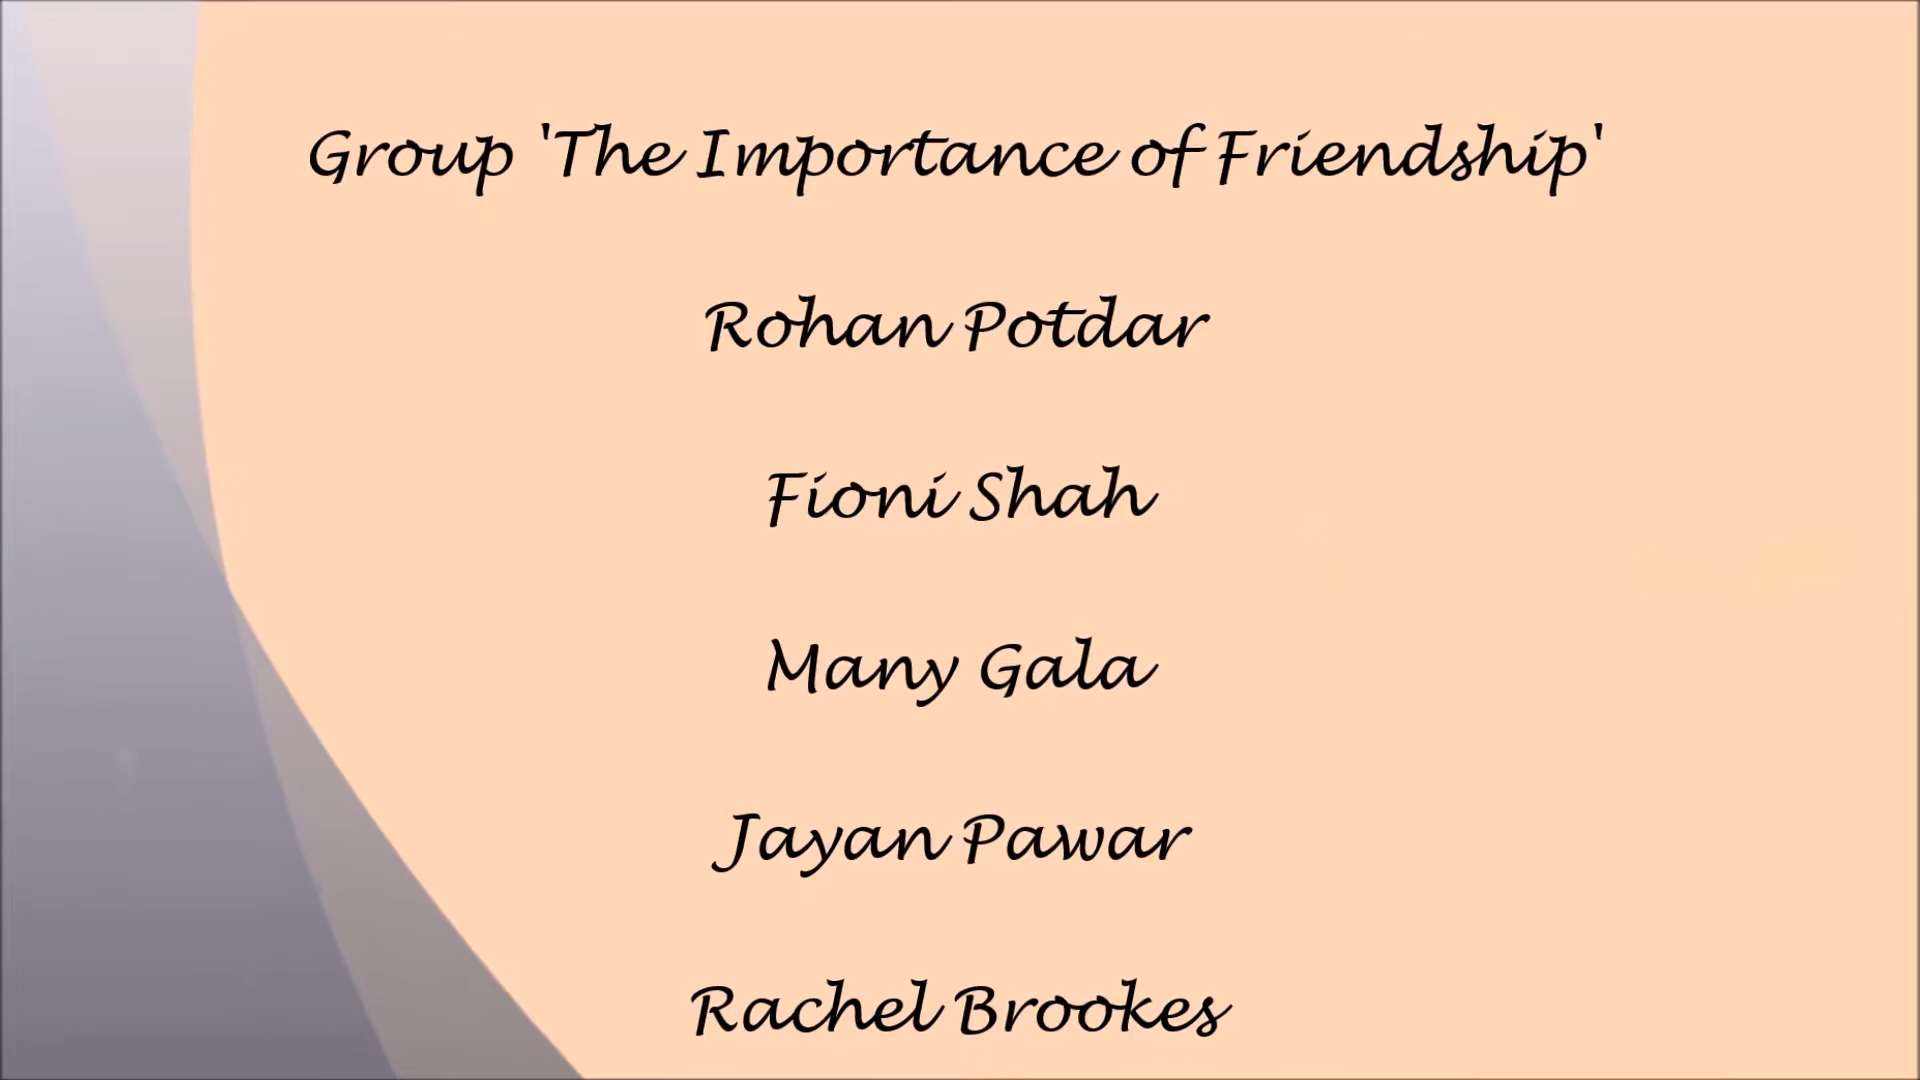 Group 'The Importance of Friendship'
Rohan Potdar
Fioni Shah
Many Gala
Jayan Pawar
Rachel Brookes